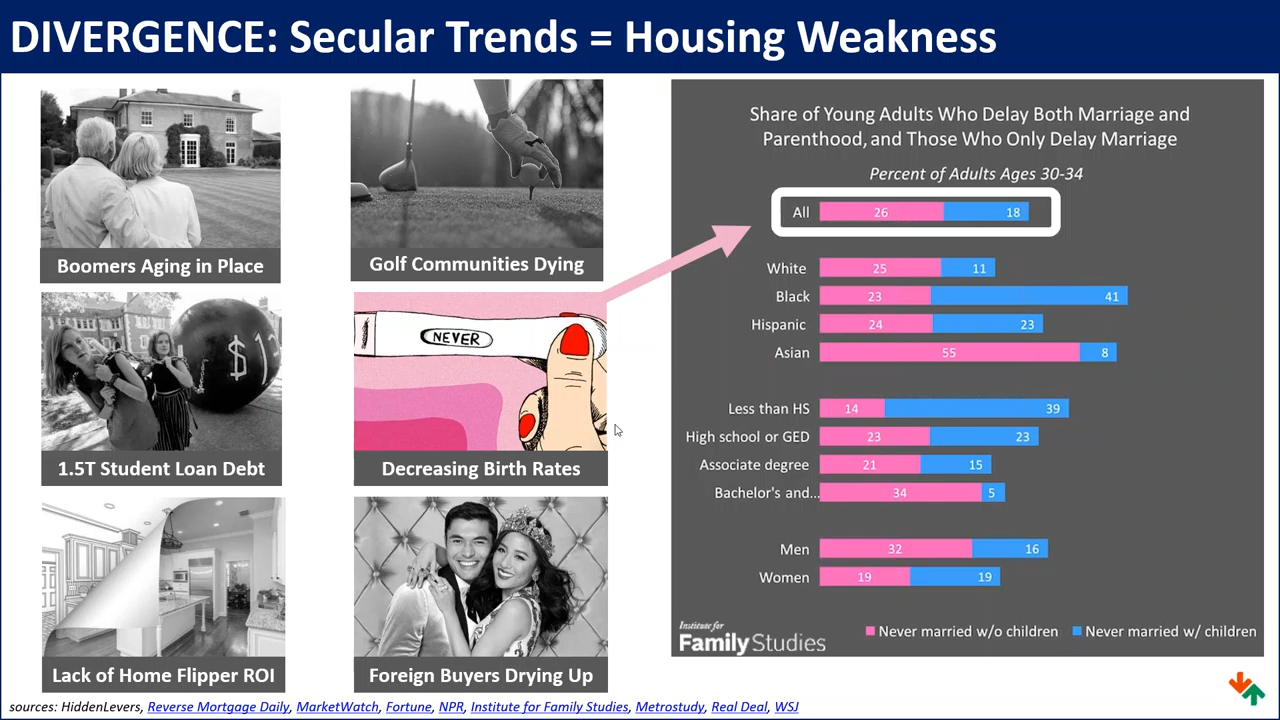 DIVERGENCE: Secular Trends = Housing Weakness
Boomers Aging in Place
Golf Communities Dying
$1
1.5T Student Loan Debt
NEVER
Decreasing Birth Rates
Lack of Home Flipper ROI
Foreign Buyers Drying Up
Share of Young Adults Who Delay Both Marriage and
Parenthood, and Those Who Only Delay Marriage
Percent of Adults Ages 30-34
All 26 18
White 25 11
Black 23 41
Hispanic 24 23
Asian 55 8
Less than HS 14 39
High school or GED 23 23
Associate degree 21 15
Bachelor's and... 34 5
Men 32 16
Women 19 19
Never married w/o children Never married w/ children
Institute for
Family Studies
sources: HiddenLevers, Reverse Mortgage Daily, MarketWatch, Fortune, NPR, Institute for Family Studies, Metrostudy, Real Deal, WSJ